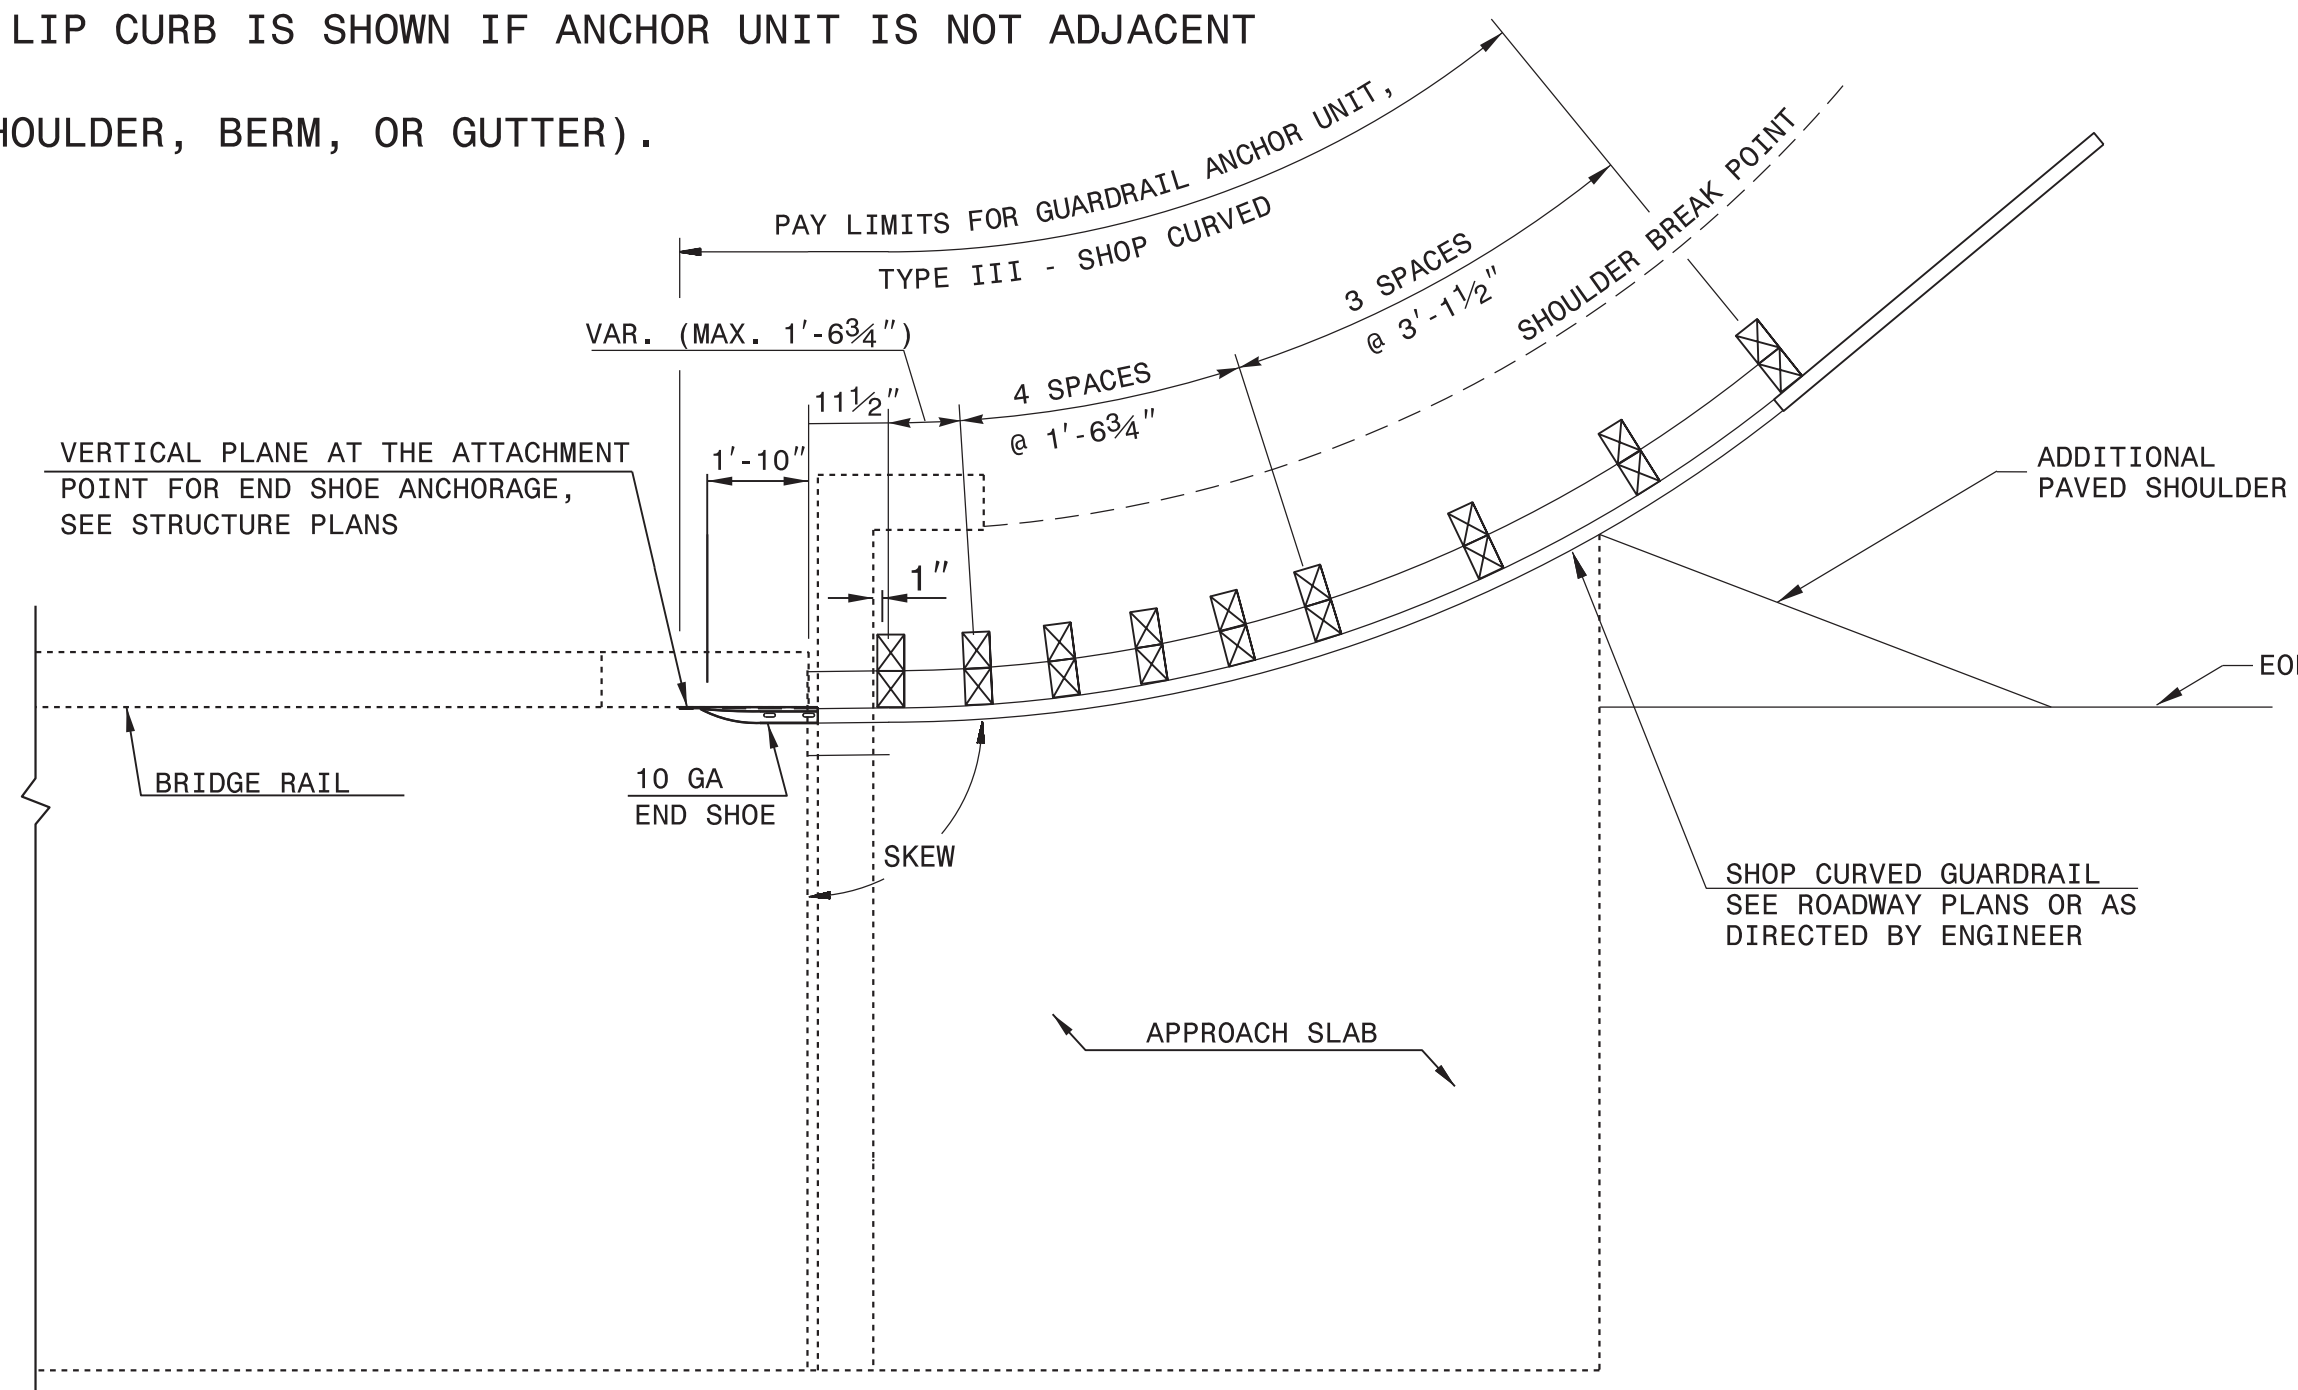 LIP CURB IS SHOWN IF ANCHOR UNIT IS NOT ADJACENT
HOULDER, BERM, OR GUTTER).
PAY LIMITS FOR GUARDRAIL ANCHOR UNIT,
TYPE III - SHOP CURVED
3 SPACES
@ 3'-1½"
SHOULDER BREAK POINT
VAR. (MAX. 1'-6¾")
11½"
4 SPACES
@ 1'-6¾"
1'-10"
VERTICAL PLANE AT THE ATTACHMENT
POINT FOR END SHOE ANCHORAGE,
SEE STRUCTURE PLANS
ADDITIONAL
PAVED SHOULDER
1"
BRIDGE RAIL
10 GA
END SHOE
SKEW
SHOP CURVED GUARDRAIL
SEE ROADWAY PLANS OR AS
DIRECTED BY ENGINEER
APPROACH SLAB